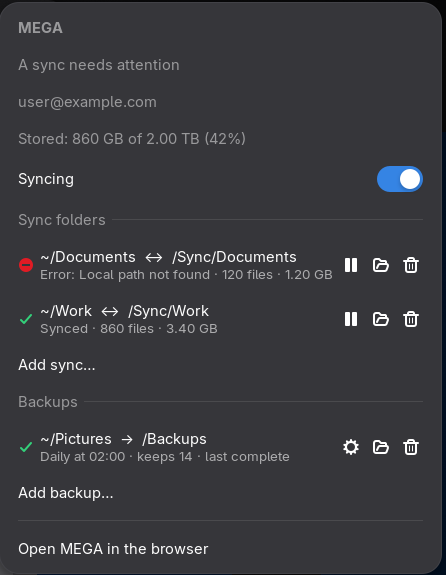 MEGA
A sync needs attention
user@example.com
Stored: 860 GB of 2.00 TB (42%)
Syncing
Sync folders
~/Documents ↔ /Sync/Documents
Error: Local path not found · 120 files · 1.20 GB
~/Work ↔ /Sync/Work
Synced · 860 files · 3.40 GB
Add sync…
Backups
~/Pictures → /Backups
Daily at 02:00 · keeps 14 · last complete
Add backup…
Open MEGA in the browser